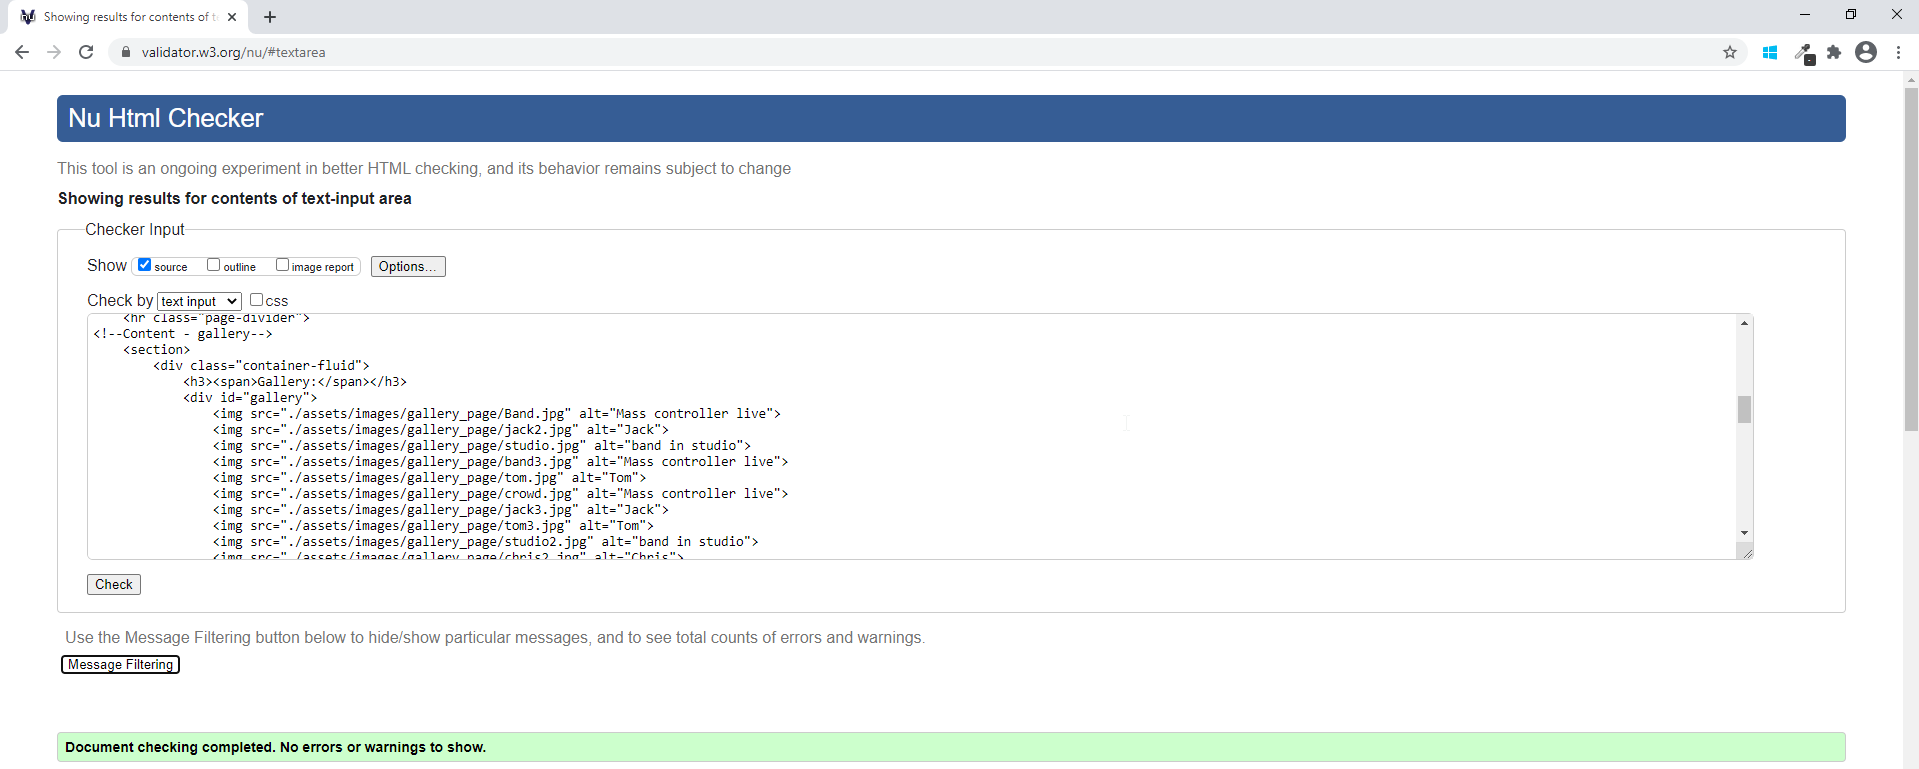 Showing results for contents of t
validator.w3.org/nu/#textarea
Nu Html Checker
This tool is an ongoing experiment in better HTML checking, and its behavior remains subject to change
Showing results for contents of text-input area
Checker Input
Show source outline image report Options...
Check by text input css
<hr class="page-divider">
<!--Content - gallery-->
<section>
<div class="container-fluid">
<h3><span>Gallery:</span></h3>
<div id="gallery">
<img src="./assets/images/gallery_page/Band.jpg" alt="Mass controller live">
<img src="./assets/images/gallery_page/jack2.jpg" alt="Jack">
<img src="./assets/images/gallery_page/studio.jpg" alt="band in studio">
<img src="./assets/images/gallery_page/band3.jpg" alt="Mass controller live">
<img src="./assets/images/gallery_page/tom.jpg" alt="Tom">
<img src="./assets/images/gallery_page/crowd.jpg" alt="Mass controller live">
<img src="./assets/images/gallery_page/jack3.jpg" alt="Jack">
<img src="./assets/images/gallery_page/tom3.jpg" alt="Tom">
<img src="./assets/images/gallery_page/studio2.jpg" alt="band in studio">
<img src="./assets/images/gallery_page/chris2.jpg" alt="Chris">
Check
Use the Message Filtering button below to hide/show particular messages, and to see total counts of errors and warnings.
Message Filtering
Document checking completed. No errors or warnings to show.